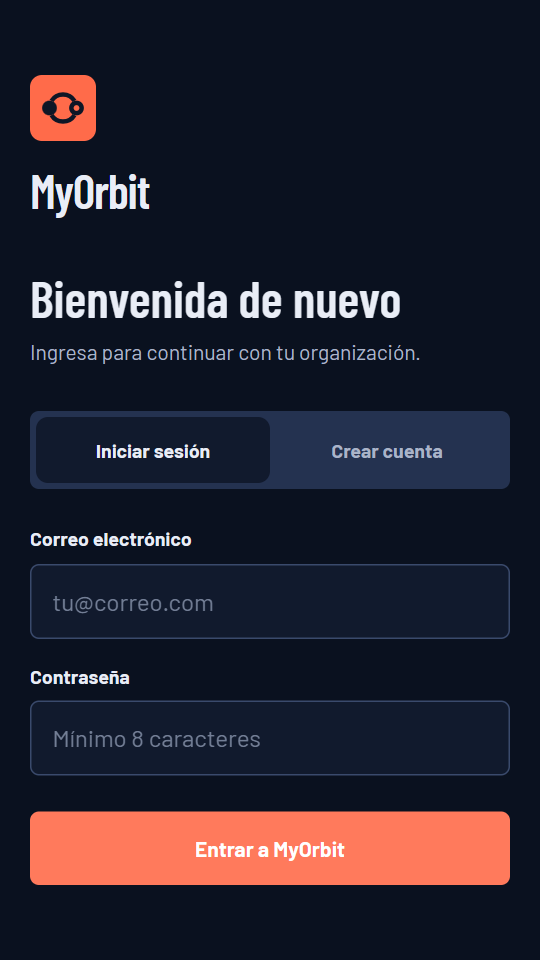 MyOrbit
Bienvenida de nuevo
Ingresa para continuar con tu organización.
Iniciar sesión
Crear cuenta
Correo electrónico
tu@correo.com
Contraseña
Mínimo 8 caracteres
Entrar a MyOrbit